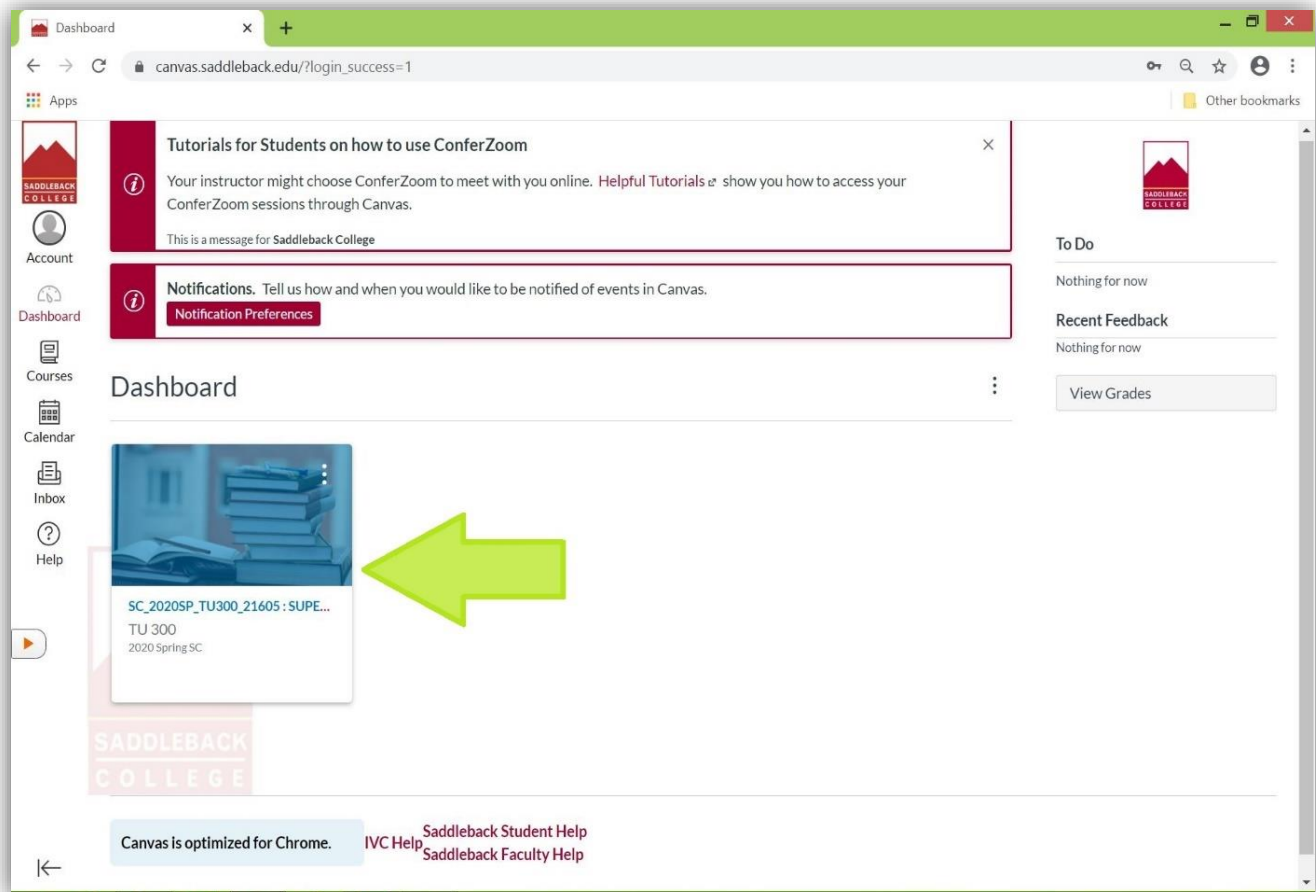 Dashboard
canvas.saddleback.edu/?login_success=1
Apps
Other bookmarks
SADDLEBACK
COLLEGE
Account
Dashboard
Courses
Calendar
Inbox
Help
Tutorials for Students on how to use ConferZoom
Your instructor might choose ConferZoom to meet with you online. Helpful Tutorials show you how to access your
ConferZoom sessions through Canvas.
This is a message for Saddleback College
Notifications. Tell us how and when you would like to be notified of events in Canvas.
Notification Preferences
Dashboard
SC_2020SP_TU300_21605 : SUPE...
TU 300
2020 Spring SC
SADDLEBACK
COLLEGE
Canvas is optimized for Chrome.
IVC Help
Saddleback Student Help
Saddleback Faculty Help
SADDLEBACK
COLLEGE
To Do
Nothing for now
Recent Feedback
Nothing for now
View Grades